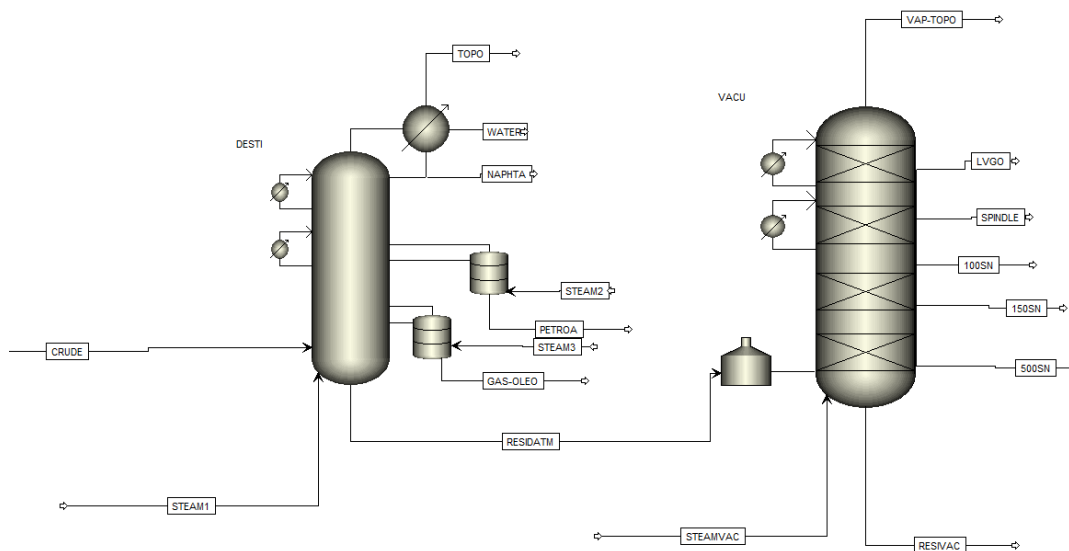 VAP-TOPO
TOPO
VACU
WATER
DESTI
LVGO
NAPHTA
SPINDLE
100SN
STEAM2
150SN
PETROA
STEAM3
CRUDE
500SN
GAS-OLEO
RESIDATM
STEAM1
STEAMVAC
RESIVAC